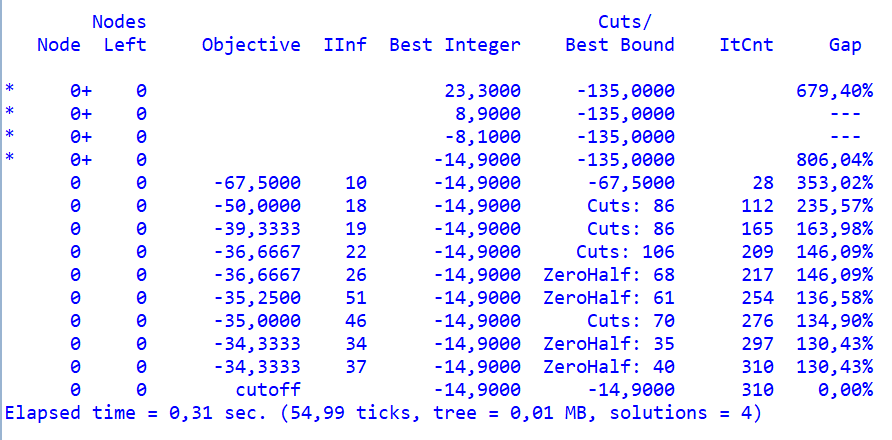 Nodes Cuts/
Node Left Objective IInf Best Integer Best Bound ItCnt Gap
* 0+ 0 23,3000 -135,0000 679,40%
* 0+ 0 8,9000 -135,0000 ---
* 0+ 0 -8,1000 -135,0000 ---
* 0+ 0 -14,9000 -135,0000 806,04%
0 0 -67,5000 10 -14,9000 -67,5000 28 353,02%
0 0 -50,0000 18 -14,9000 Cuts: 86 112 235,57%
0 0 -39,3333 19 -14,9000 Cuts: 86 165 163,98%
0 0 -36,6667 22 -14,9000 Cuts: 106 209 146,09%
0 0 -36,6667 26 -14,9000 ZeroHalf: 68 217 146,09%
0 0 -35,2500 51 -14,9000 ZeroHalf: 61 254 136,58%
0 0 -35,0000 46 -14,9000 Cuts: 70 276 134,90%
0 0 -34,3333 34 -14,9000 ZeroHalf: 35 297 130,43%
0 0 -34,3333 37 -14,9000 ZeroHalf: 40 310 130,43%
0 0 cutoff -14,9000 -14,9000 310 0,00%
Elapsed time = 0,31 sec. (54,99 ticks, tree = 0,01 MB, solutions = 4)